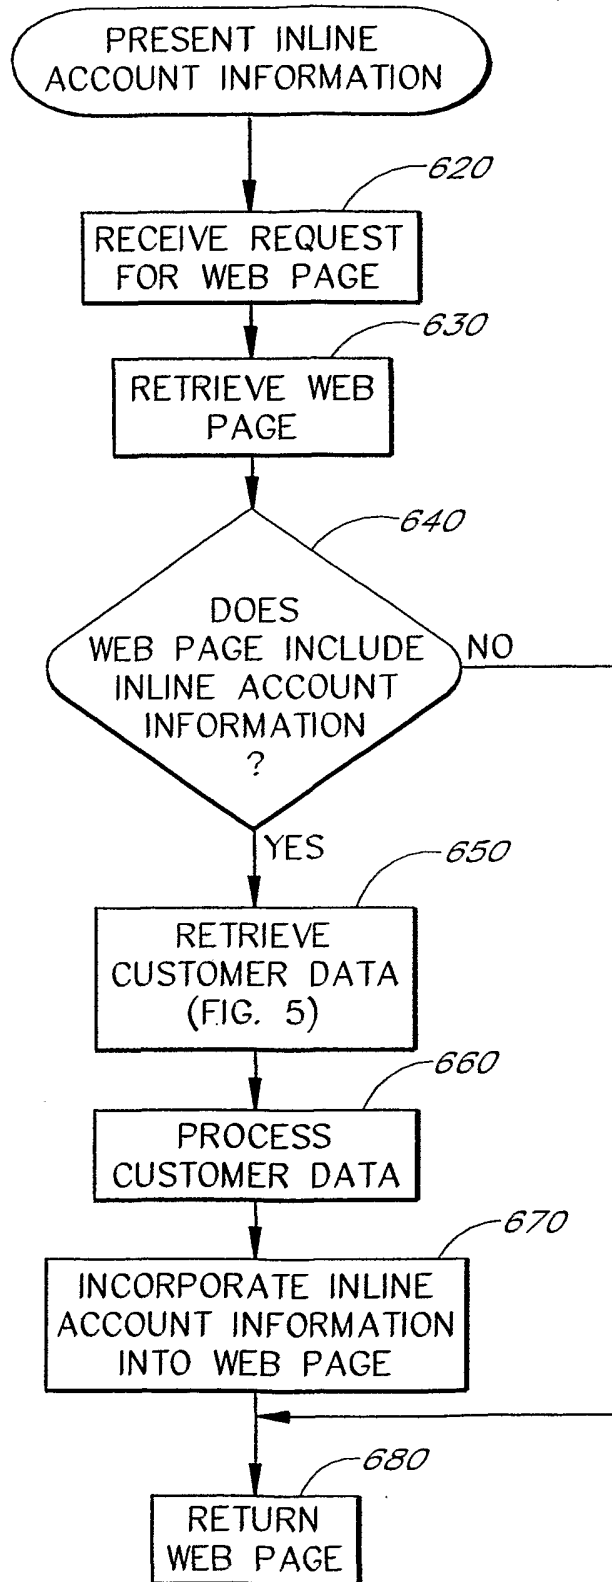 PRESENT INLINE
ACCOUNT INFORMATION
620
RECEIVE REQUEST
FOR WEB PAGE
630
RETRIEVE WEB
PAGE
640
DOES
WEB PAGE INCLUDE
INLINE ACCOUNT
INFORMATION
?
NO
YES
650
RETRIEVE
CUSTOMER DATA
(FIG. 5)
660
PROCESS
CUSTOMER DATA
670
INCORPORATE INLINE
ACCOUNT INFORMATION
INTO WEB PAGE
680
RETURN
WEB PAGE